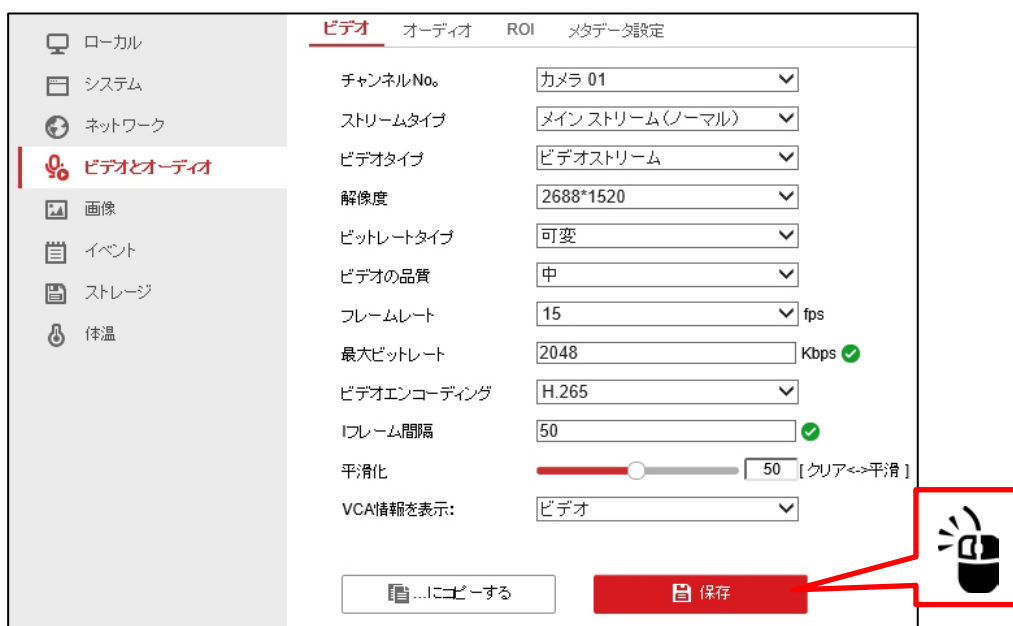 ローカル
システム
ネットワーク
ビデオとオーディオ
画像
イベント
ストレージ
体温
ビデオ オーディオ ROI メタデータ設定
チャンネルNo。 カメラ 01
ストリームタイプ メイン ストリーム(ノーマル)
ビデオタイプ ビデオストリーム
解像度 2688*1520
ビットレートタイプ 可変
ビデオの品質 中
フレームレート 15 fps
最大ビットレート 2048 Kbps
ビデオエンコーディング H.265
Iフレーム間隔 50
平滑化 50 [ クリア<->平滑 ]
VCA情報を表示: ビデオ
...にコピーする 保存